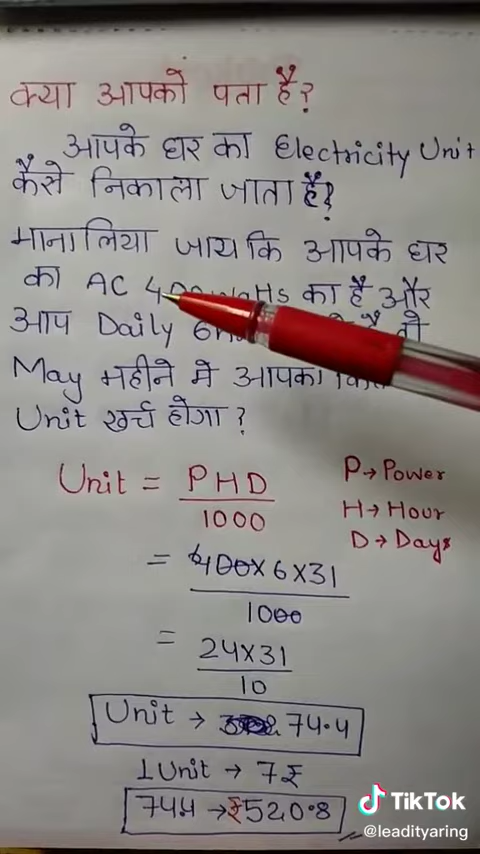 क्या आपको पता है?
आपके घर का Electricity Unit
कैसे निकाला जाता है?
माना लिया जाय कि आपके घर
का AC 400 का है और
आप Daily
May महीने में आपका
Unit खर्च होगा?
Unit = PHD
1000
P→Power
H→Hour
D→Days
= 400×6×31
1000
= 24×31
10
Unit → 74.4
1 Unit → 7₹
74.4 → ₹520.8
TikTok
@leadityaring